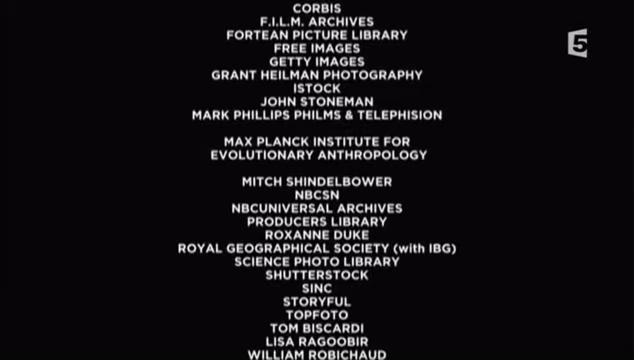 CORBIS
F.I.L.M. ARCHIVES
FORTEAN PICTURE LIBRARY
FREE IMAGES
GETTY IMAGES
GRANT HEILMAN PHOTOGRAPHY
ISTOCK
JOHN STONEMAN
MARK PHILLIPS PHILMS & TELEPHISION
MAX PLANCK INSTITUTE FOR
EVOLUTIONARY ANTHROPOLOGY
MITCH SHINDELBOWER
NBCSN
NBCUNIVERSAL ARCHIVES
PRODUCERS LIBRARY
ROXANNE DUKE
ROYAL GEOGRAPHICAL SOCIETY (with IBG)
SCIENCE PHOTO LIBRARY
SHUTTERSTOCK
SINC
STORYFUL
TOPFOTO
TOM BISCARDI
LISA RAGOOBIR
WILLIAM ROBICHAUD
5